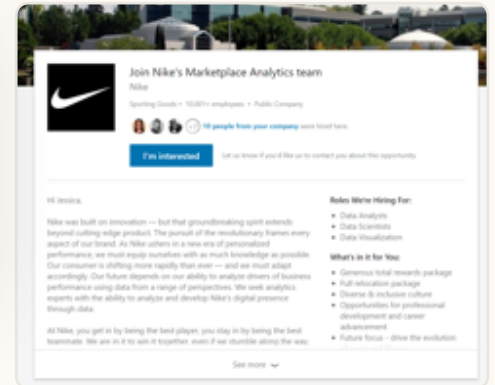 Join Nike's Marketplace Analytics team
Nike
Sporting Goods • 10,001+ employees • Public Company
10 people from your company were hired here
I'm interested
Let us know if you'd like us to contact you about this opportunity.
Hi Jessica,
Nike was built on innovation — but that groundbreaking spirit extends
beyond cutting-edge product. The pursuit of the revolutionary frames every
aspect of our brand. As Nike ushers in a new era of personalized
performance, we must equip ourselves with as much knowledge as possible.
Our consumer is shifting more rapidly than ever — and we must adapt
accordingly. Our future depends on our ability to analyze drivers of business
performance using data from a range of perspectives. We seek analytics
experts with the ability to analyze and develop Nike's digital presence
through data.
At Nike, you get in by being the best player, you stay in by being the best
teammate. We are in it to win it together, even if we stumble along the way.
Roles We're Hiring For:
• Data Analysts
• Data Scientists
• Data Visualization
What's in it for You:
• Generous total rewards package
• Full relocation package
• Diverse & inclusive culture
• Opportunities for professional
development and career
advancement
• Future focus - drive the evolution
See more